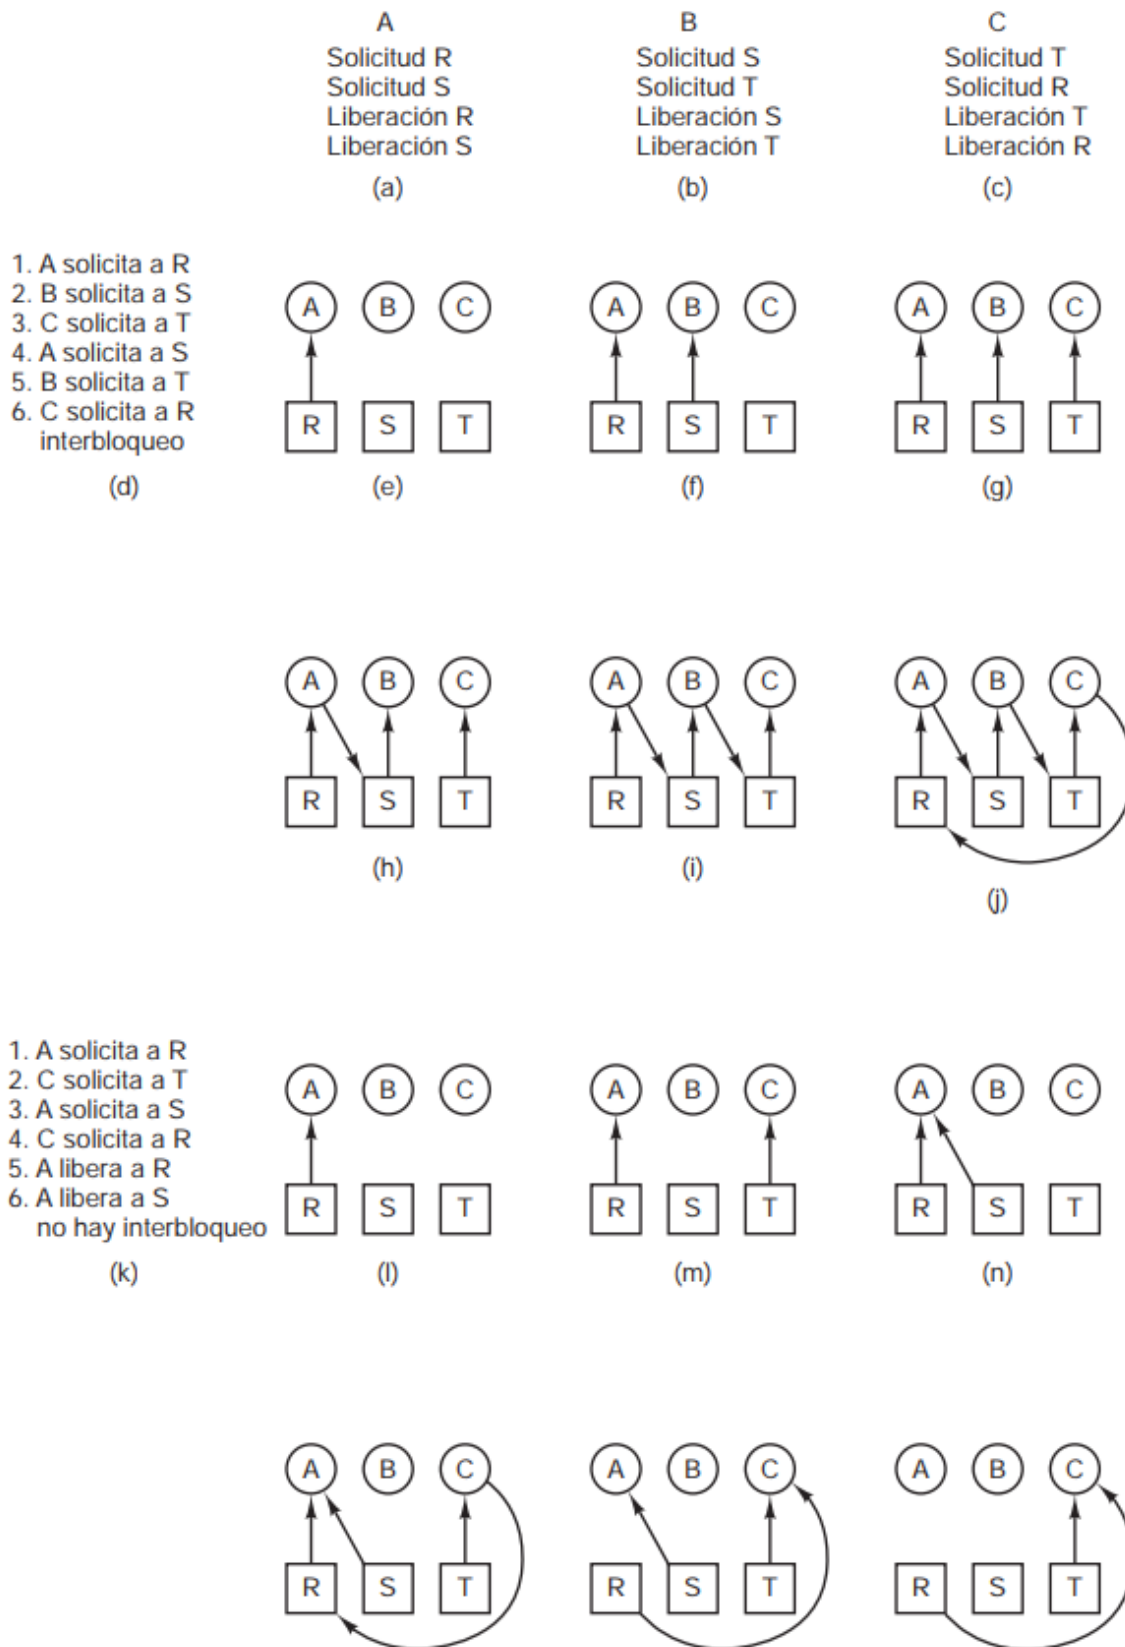 A B C
Solicitud R Solicitud S Solicitud T
Solicitud S Solicitud T Solicitud R
Liberación R Liberación S Liberación T
Liberación S Liberación T Liberación R
(a) (b) (c)
1. A solicita a R
2. B solicita a S
3. C solicita a T
4. A solicita a S
5. B solicita a T
6. C solicita a R
interbloqueo
(d)
A B C
R S T
(e)
A B C
R S T
(f)
A B C
R S T
(g)
A B C
R S T
(h)
A B C
R S T
(i)
A B C
R S T
(j)
1. A solicita a R
2. C solicita a T
3. A solicita a S
4. C solicita a R
5. A libera a R
6. A libera a S
no hay interbloqueo
(k)
A B C
R S T
(l)
A B C
R S T
(m)
A B C
R S T
(n)
A B C
R S T
A B C
R S T
A B C
R S T